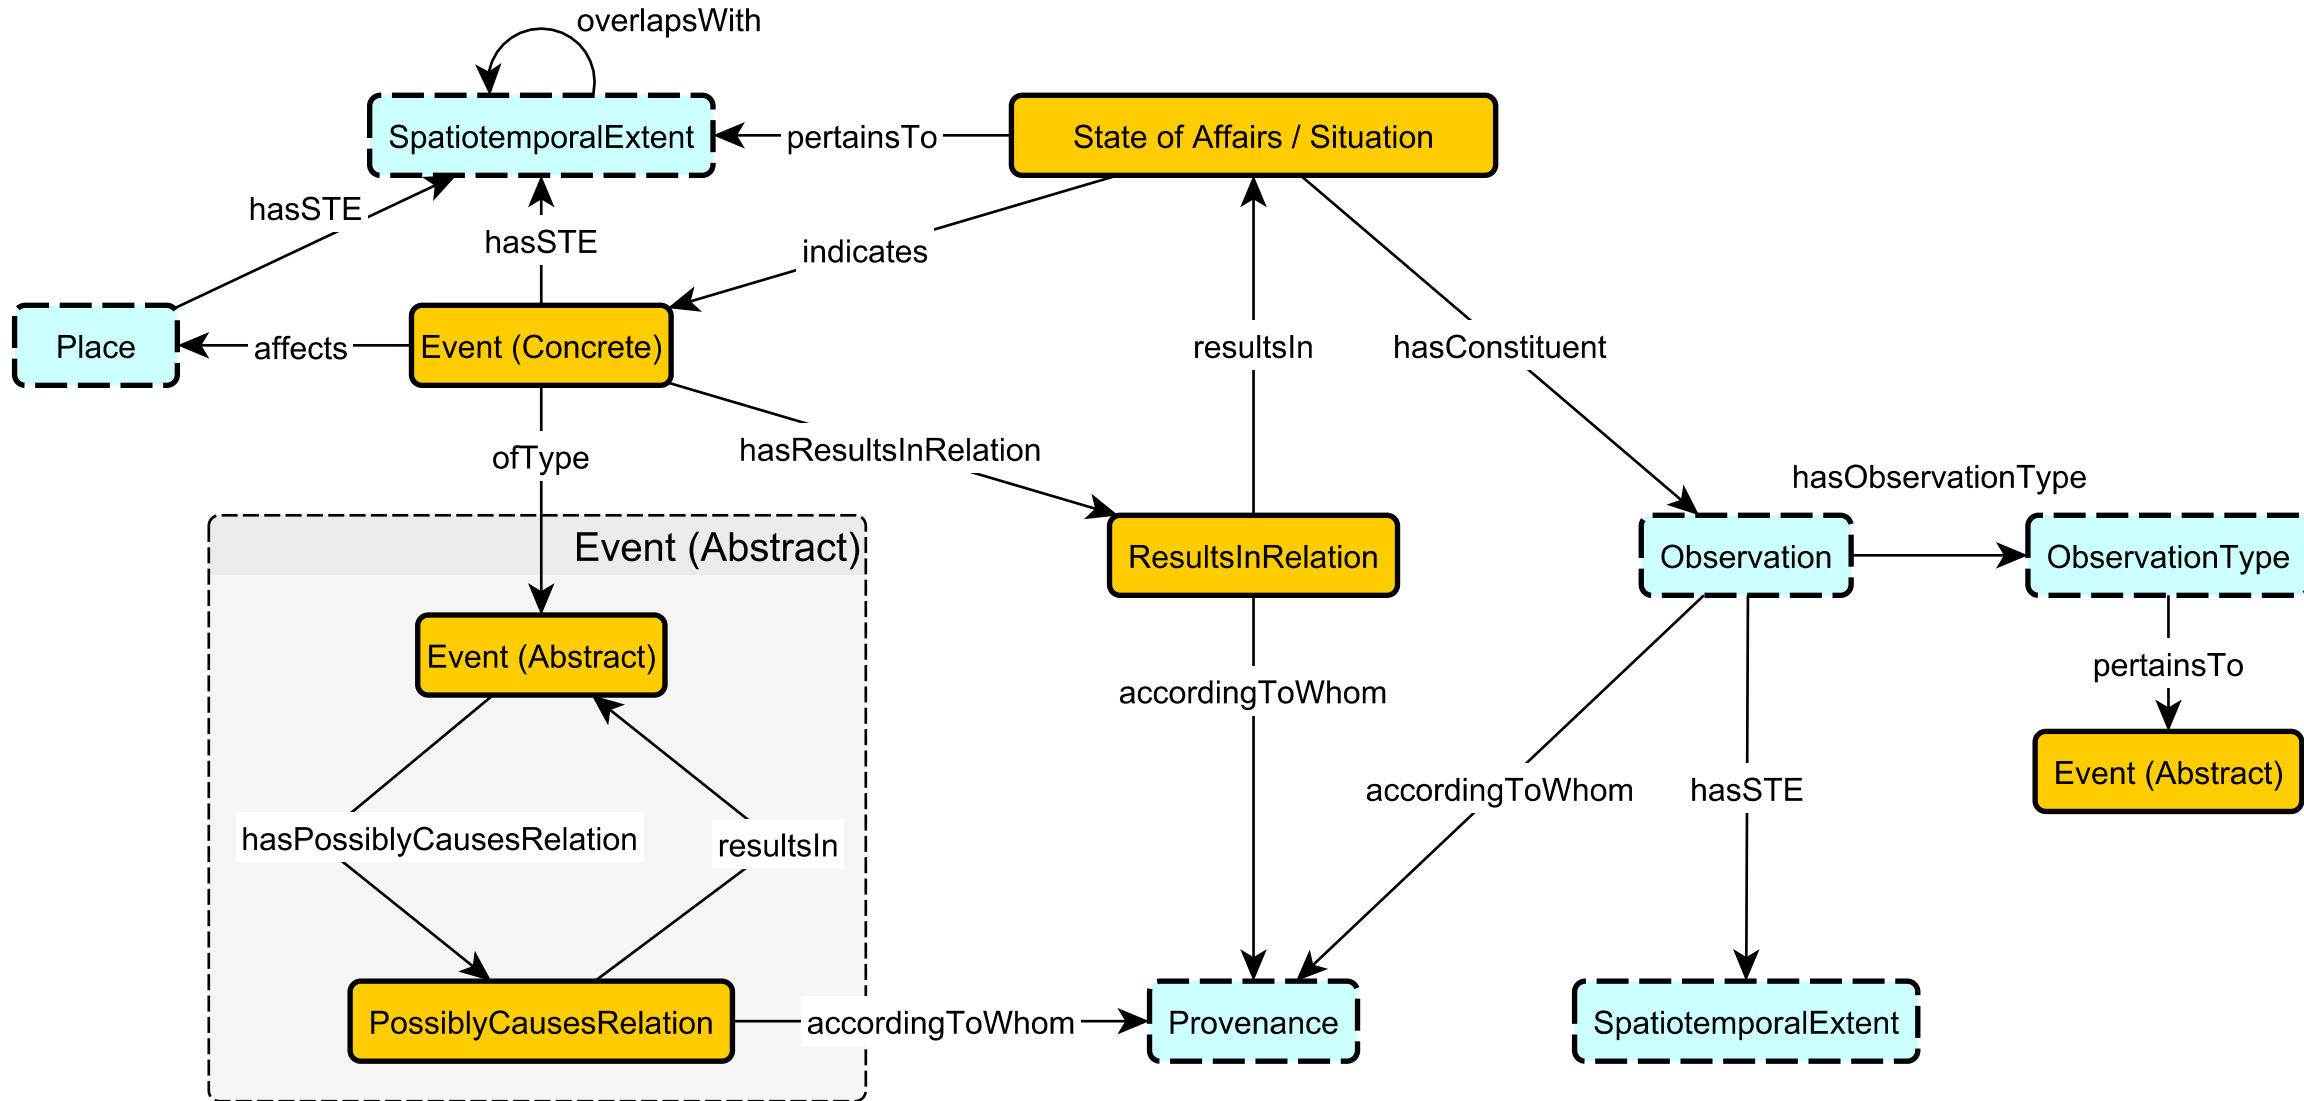 overlapsWith
SpatiotemporalExtent
pertainsTo
State of Affairs / Situation
hasSTE
hasSTE
indicates
Place
affects
Event (Concrete)
resultsIn
hasConstituent
ofType
hasResultsInRelation
hasObservationType
Event (Abstract)
ResultsInRelation
Observation
ObservationType
Event (Abstract)
accordingToWhom
pertainsTo
hasPossiblyCausesRelation
resultsIn
accordingToWhom
hasSTE
Event (Abstract)
PossiblyCausesRelation
accordingToWhom
Provenance
SpatiotemporalExtent